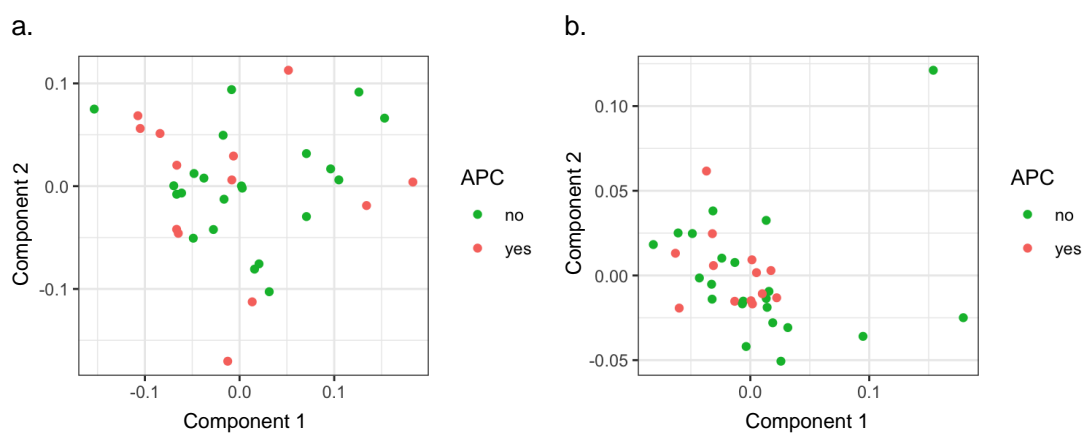 a.
Component 2
0.1
0.0
-0.1
-0.1
0.0
0.1
Component 1
APC
no
yes
b.
Component 2
0.10
0.05
0.00
-0.05
0.0
0.1
Component 1
APC
no
yes